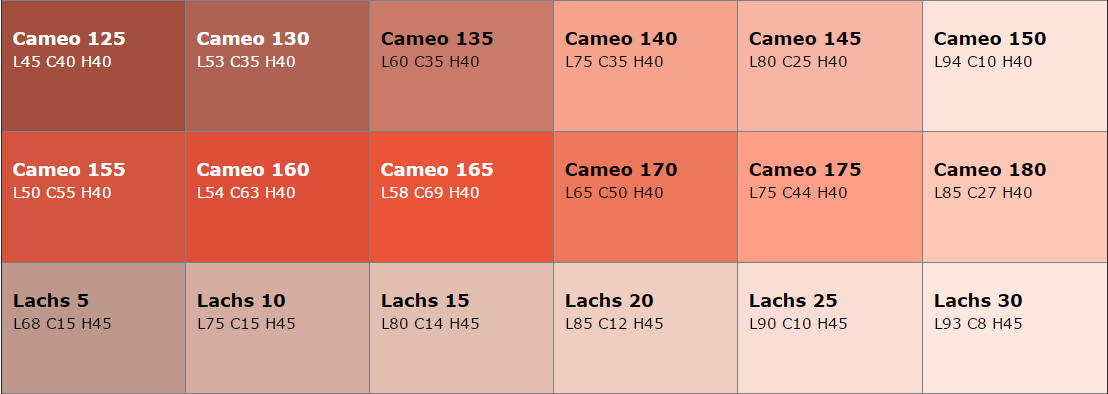 Cameo 125
L45 C40 H40
Cameo 130
L53 C35 H40
Cameo 135
L60 C35 H40
Cameo 140
L75 C35 H40
Cameo 145
L80 C25 H40
Cameo 150
L94 C10 H40
Cameo 155
L50 C55 H40
Cameo 160
L54 C63 H40
Cameo 165
L58 C69 H40
Cameo 170
L65 C50 H40
Cameo 175
L75 C44 H40
Cameo 180
L85 C27 H40
Lachs 5
L68 C15 H45
Lachs 10
L75 C15 H45
Lachs 15
L80 C14 H45
Lachs 20
L85 C12 H45
Lachs 25
L90 C10 H45
Lachs 30
L93 C8 H45